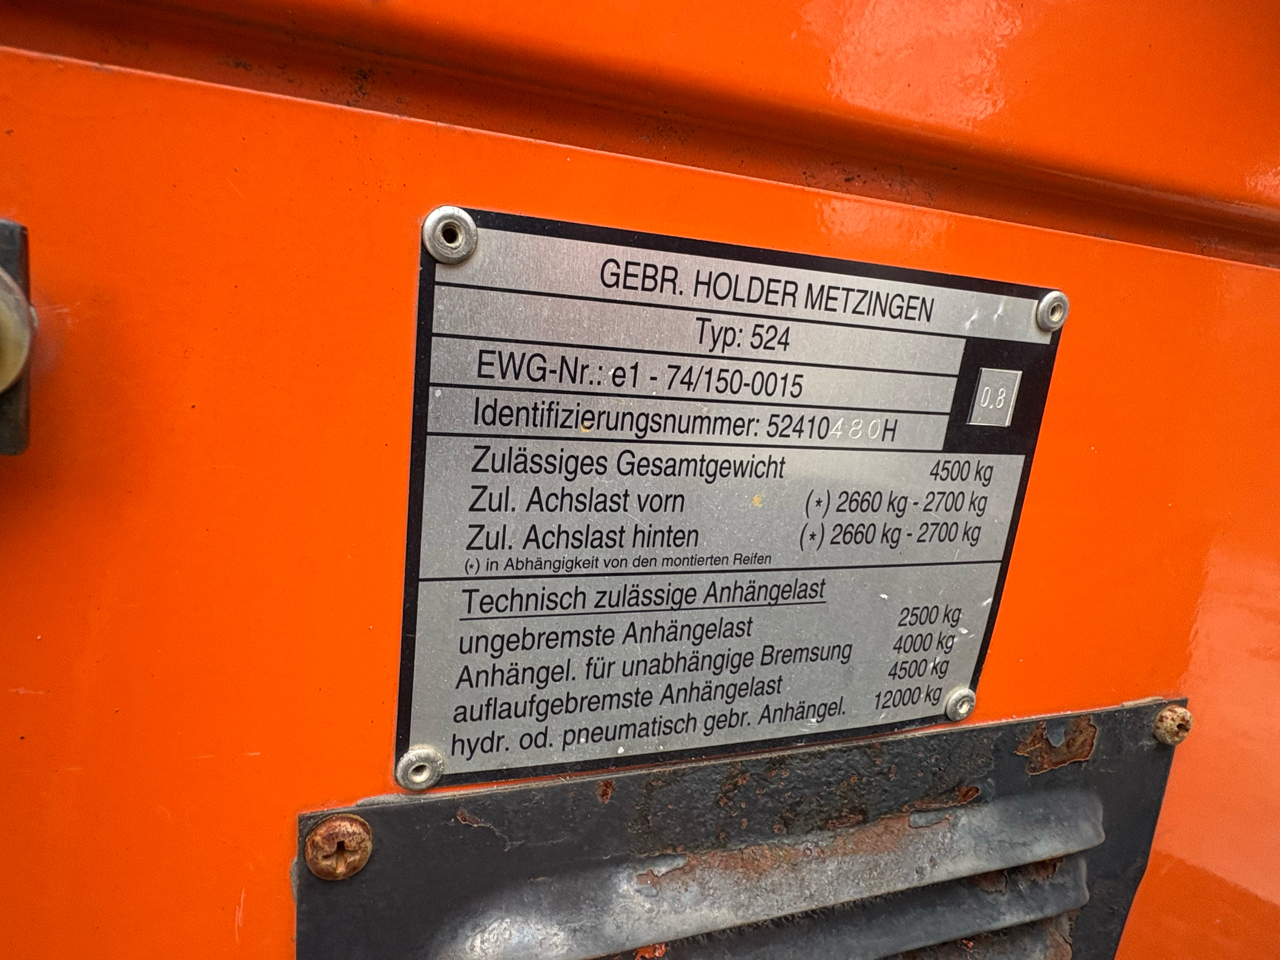 GEBR. HOLDER METZINGEN
Typ: 524
EWG-Nr.: e1 - 74/150-0015
0.8
Identifizierungsnummer: 52410480H
Zulässiges Gesamtgewicht 4500 kg
Zul. Achslast vorn (*) 2660 kg - 2700 kg
Zul. Achslast hinten (*) 2660 kg - 2700 kg
(*) in Abhängigkeit von den montierten Reifen
Technisch zulässige Anhängelast
ungebremste Anhängelast 2500 kg
Anhängel. für unabhängige Bremsung 4000 kg
auflaufgebremste Anhängelast 4500 kg
hydr. od. pneumatisch gebr. Anhängel. 12000 kg